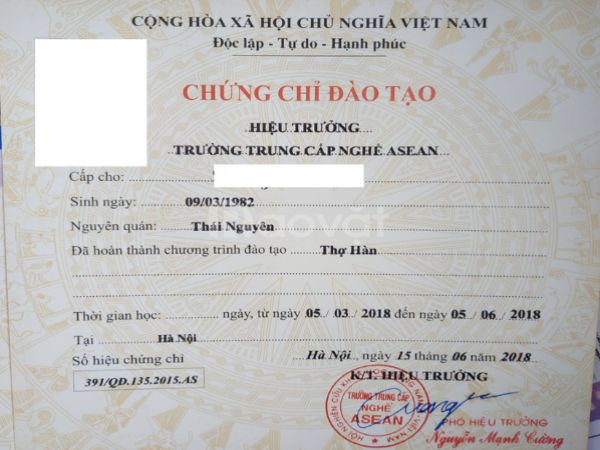 CỘNG HÒA XÃ HỘI CHỦ NGHĨA VIỆT NAM
Độc lập - Tự do - Hạnh phúc
CHỨNG CHỈ ĐÀO TẠO
HIỆU TRƯỞNG
TRƯỜNG TRUNG CẤP NGHỀ ASEAN
Cấp cho:
Sinh ngày: 09/03/1982
Nguyên quán: Thái Nguyên
Đã hoàn thành chương trình đào tạo Thợ Hàn
Thời gian học: ngày, từ ngày 05 / 03 / 2018 đến ngày 05 / 06 / 2018
Tại Hà Nội
Số hiệu chứng chỉ
Hà Nội, ngày 15 tháng 06 năm 2018
391/QĐ.135.2015.AS
K/T. HIỆU TRƯỞNG
TRƯỜNG TRUNG CẤP
NGHỀ
ASEAN
PHÓ HIỆU TRƯỞNG
Nguyễn Mạnh Cường